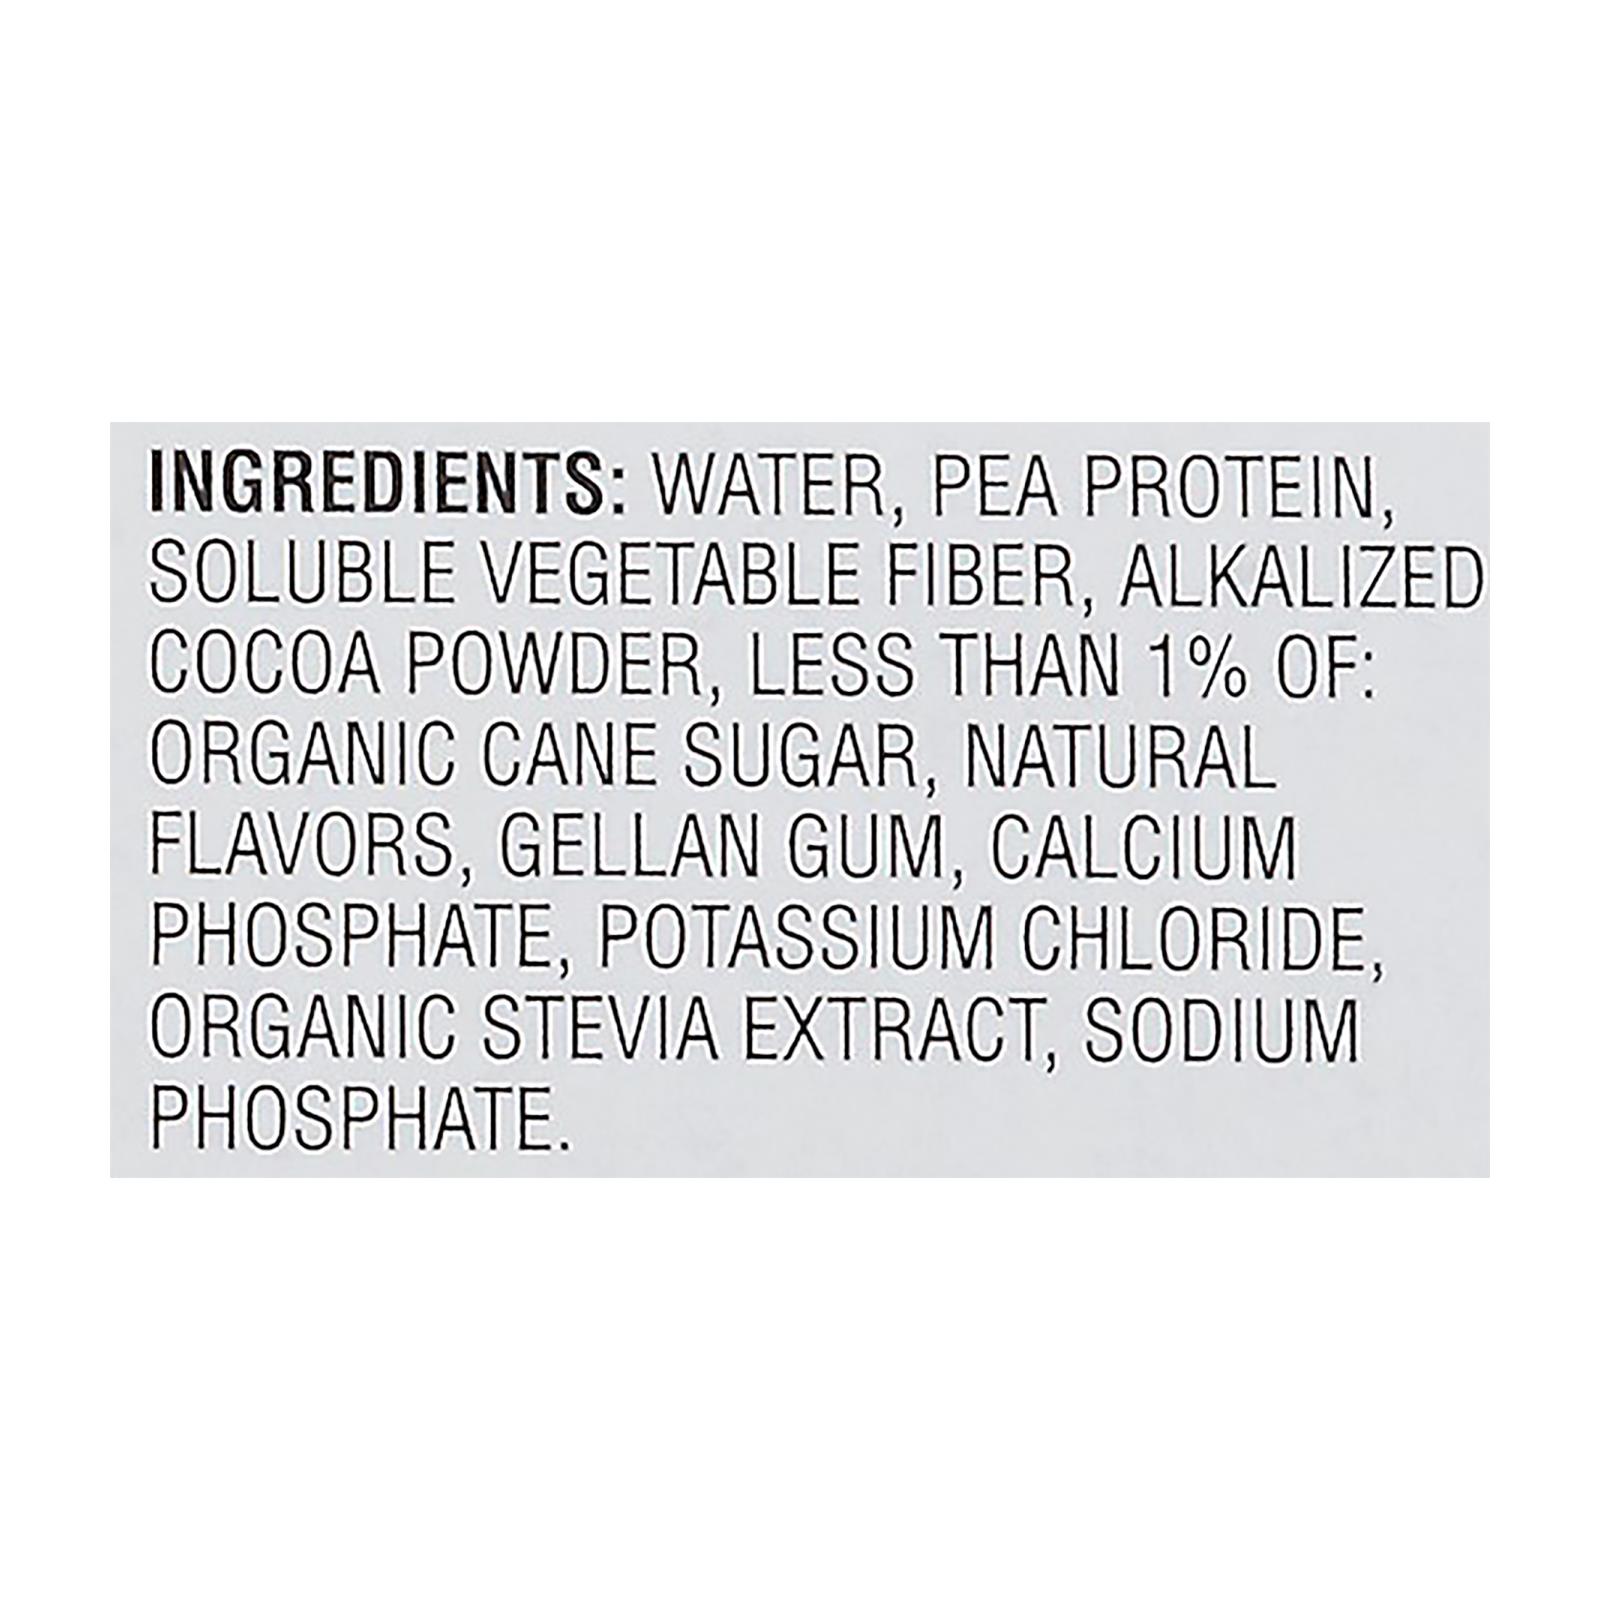 INGREDIENTS: WATER, PEA PROTEIN,
SOLUBLE VEGETABLE FIBER, ALKALIZED
COCOA POWDER, LESS THAN 1% OF:
ORGANIC CANE SUGAR, NATURAL
FLAVORS, GELLAN GUM, CALCIUM
PHOSPHATE, POTASSIUM CHLORIDE,
ORGANIC STEVIA EXTRACT, SODIUM
PHOSPHATE.